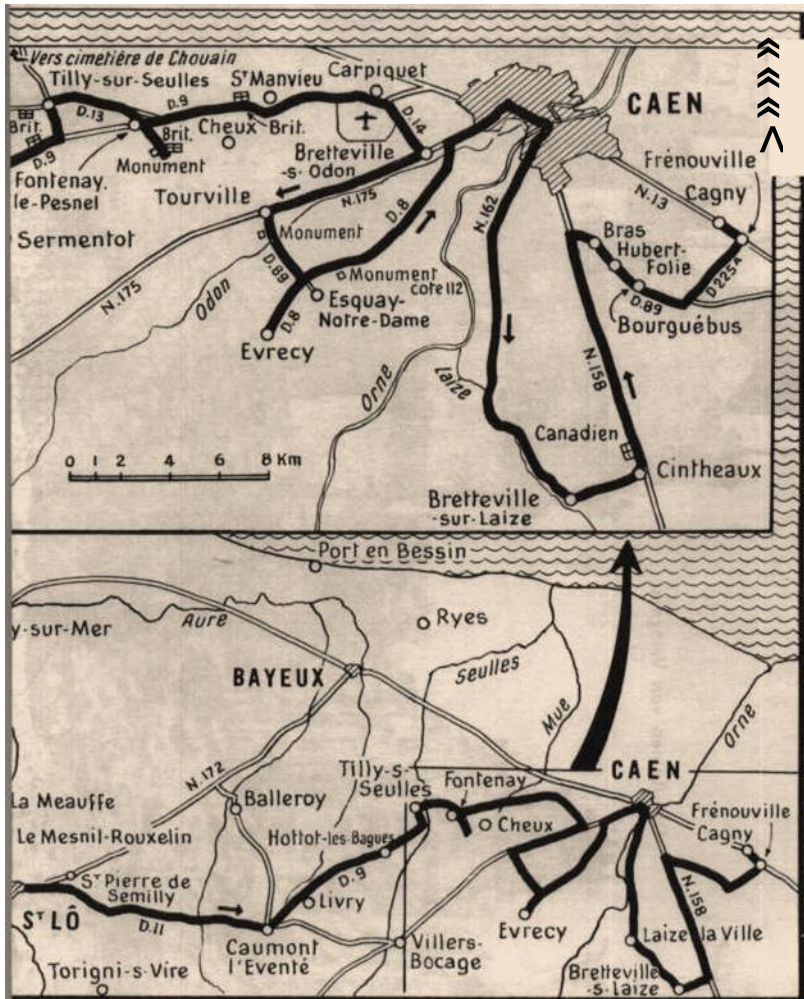 Vers cimetière de Chouain
Tilly-sur-Seulles
Sᵗ Manvieu
Carpiquet
CAEN
D.13
D.9
Brit.
Cheux
Brit.
Brit.
D.14
D.9
Monument
Bretteville
-s-Odon
Frénouville
Cagny
Fontenay.
le-Pesnel
Tourville
N.175
D.8
N.162
N.13
Bras
Hubert-
Folie
Sermentot
Monument
D.89
Monument
cote 112
D225A
D.89
Bourguébus
N.175
Odon
D.8
Esquay-
Notre-Dame
Evrecy
Orne
Laize
N.158
Canadien
0 1 2 4 6 8 Km
Cintheaux
Bretteville
-sur-Laize
Port en Bessin
y-sur-Mer
Aure
Ryes
BAYEUX
Seulles
Mue
Orne
N.172
Tilly-s-
Seulles
Fontenay
CAEN
La Meauffe
Balleroy
Frénouville
Cagny
Le Mesnil-Rouxelin
Hottot-les-Bagues
Cheux
D.9
Sᵗ Pierre de
Semilly
Livry
N.158
Sᵗ LÔ
D.11
Evrecy
Laize la Ville
Caumont
l'Eventé
Villers-
Bocage
Torigni-s-Vire
Bretteville
-s-Laize